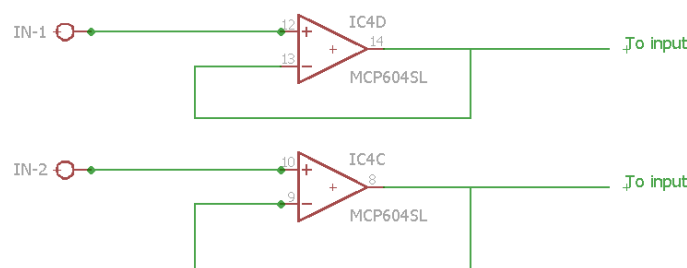 IC4D
IN-1
12
14
To input
13
MCP604SL
IC4C
IN-2
10
8
To input
9
MCP604SL